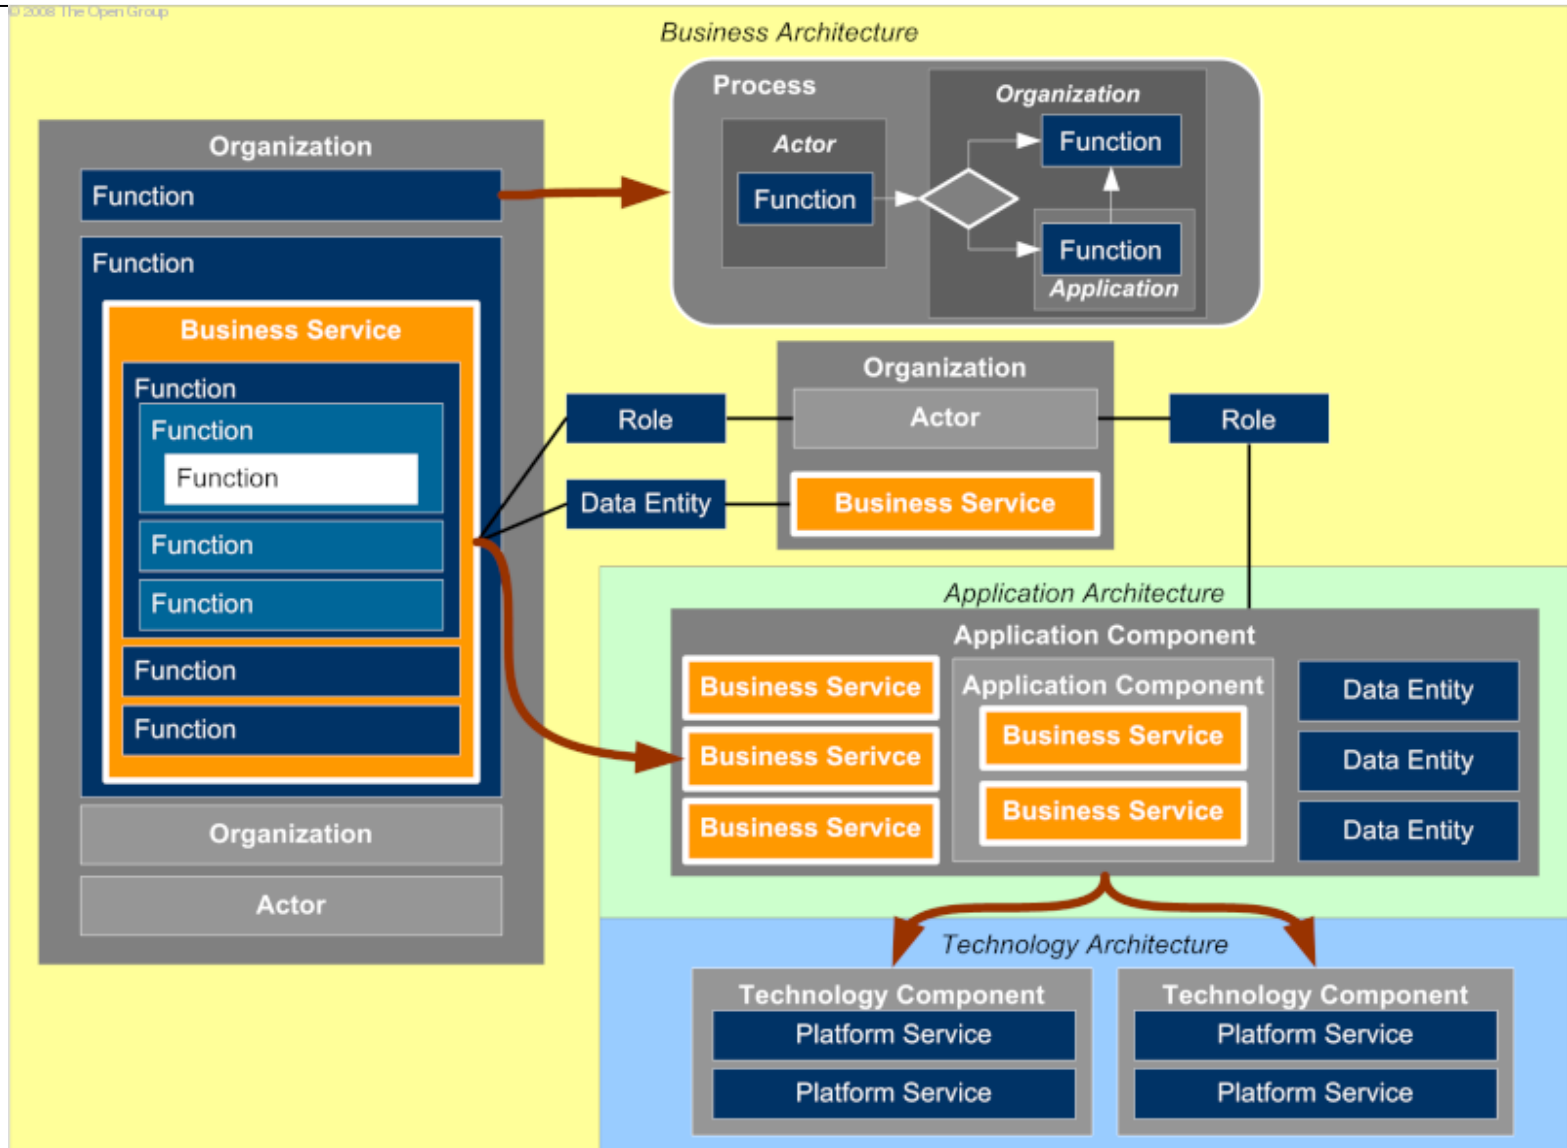 © 2008 The Open Group
Business Architecture
Organization
Function
Function
Business Service
Function
Function
Function
Function
Function
Function
Function
Organization
Actor
Process
Actor
Function
Organization
Function
Function
Application
Organization
Role
Actor
Role
Data Entity
Business Service
Application Architecture
Application Component
Business Service
Business Serivce
Business Service
Application Component
Business Service
Business Service
Data Entity
Data Entity
Data Entity
Technology Architecture
Technology Component
Platform Service
Platform Service
Technology Component
Platform Service
Platform Service